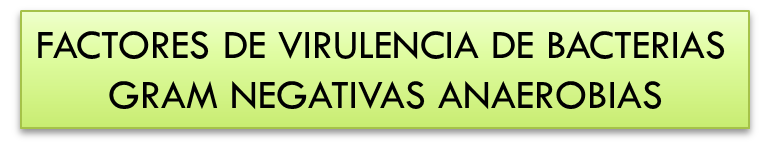 FACTORES DE VIRULENCIA DE BACTERIAS
GRAM NEGATIVAS ANAEROBIAS